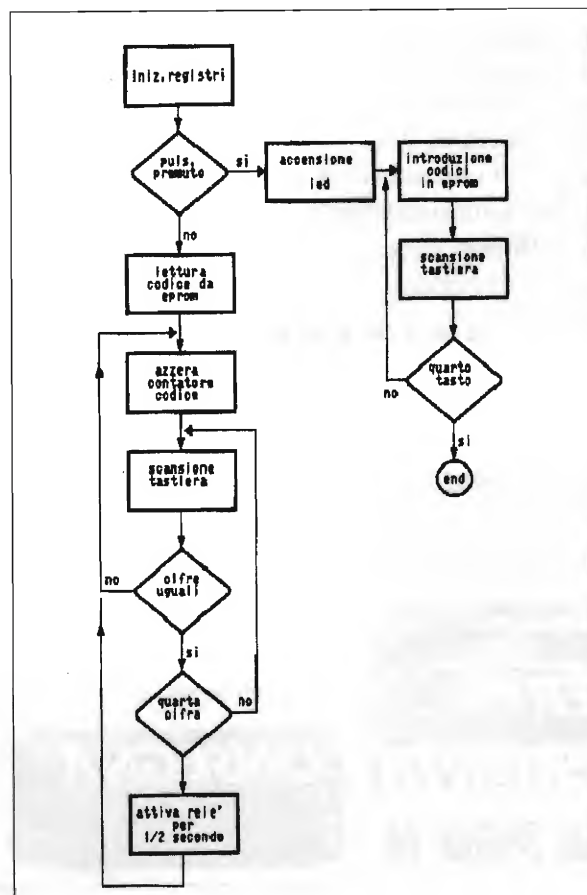 iniz.registri
puls.
premuto
si
no
accensione
led
introduzione
codici
in eprom
scansione
tastiera
quarto
tasto
no
si
end
lettura
codice da
eprom
azzera
contatore
codice
scansione
tastiera
cifre
uguali
no
si
quarta
cifra
no
attiva rele'
per
1/2 secondo